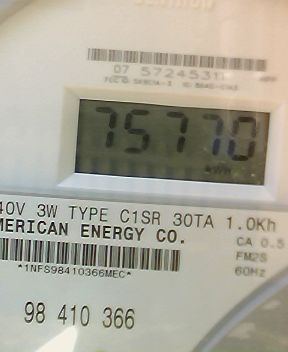 07 572453
75770
KWH
40V 3W TYPE C1SR 30TA 1.0Kh
MERICAN ENERGY CO.
CA 0.5
FM2S
60Hz
*1NFS98410366MEC*
98 410 366